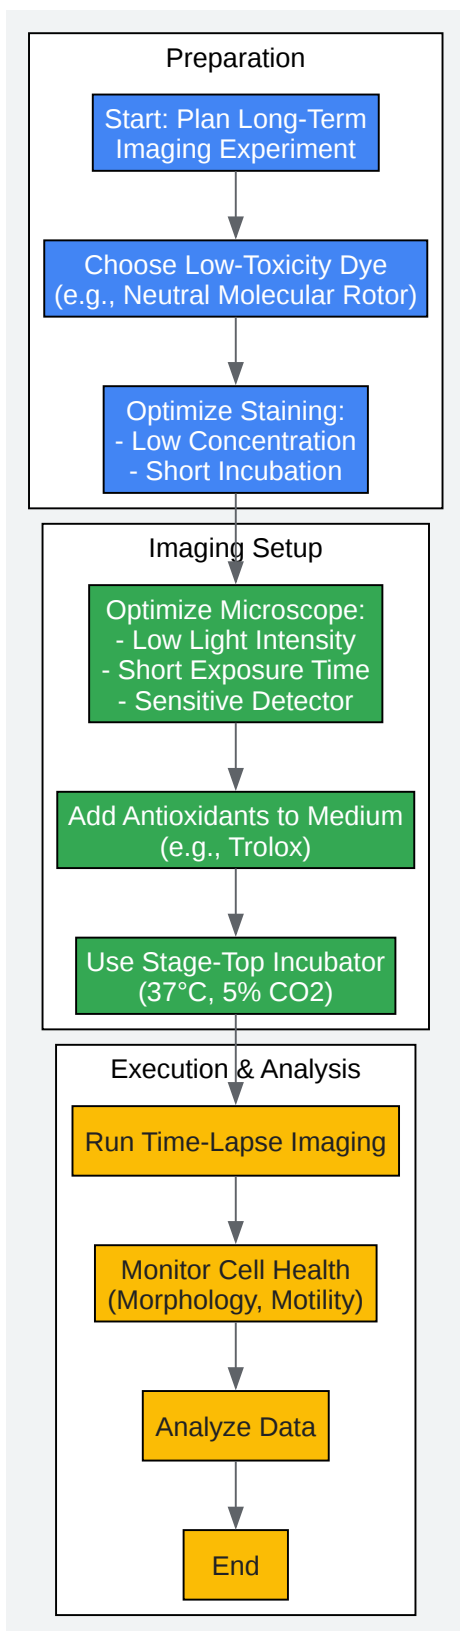 Preparation
Start: Plan Long-Term
Imaging Experiment
Choose Low-Toxicity Dye
(e.g., Neutral Molecular Rotor)
Optimize Staining:
- Low Concentration
- Short Incubation
Imaging Setup
Optimize Microscope:
- Low Light Intensity
- Short Exposure Time
- Sensitive Detector
Add Antioxidants to Medium
(e.g., Trolox)
Use Stage-Top Incubator
(37°C, 5% CO2)
Execution & Analysis
Run Time-Lapse Imaging
Monitor Cell Health
(Morphology, Motility)
Analyze Data
End